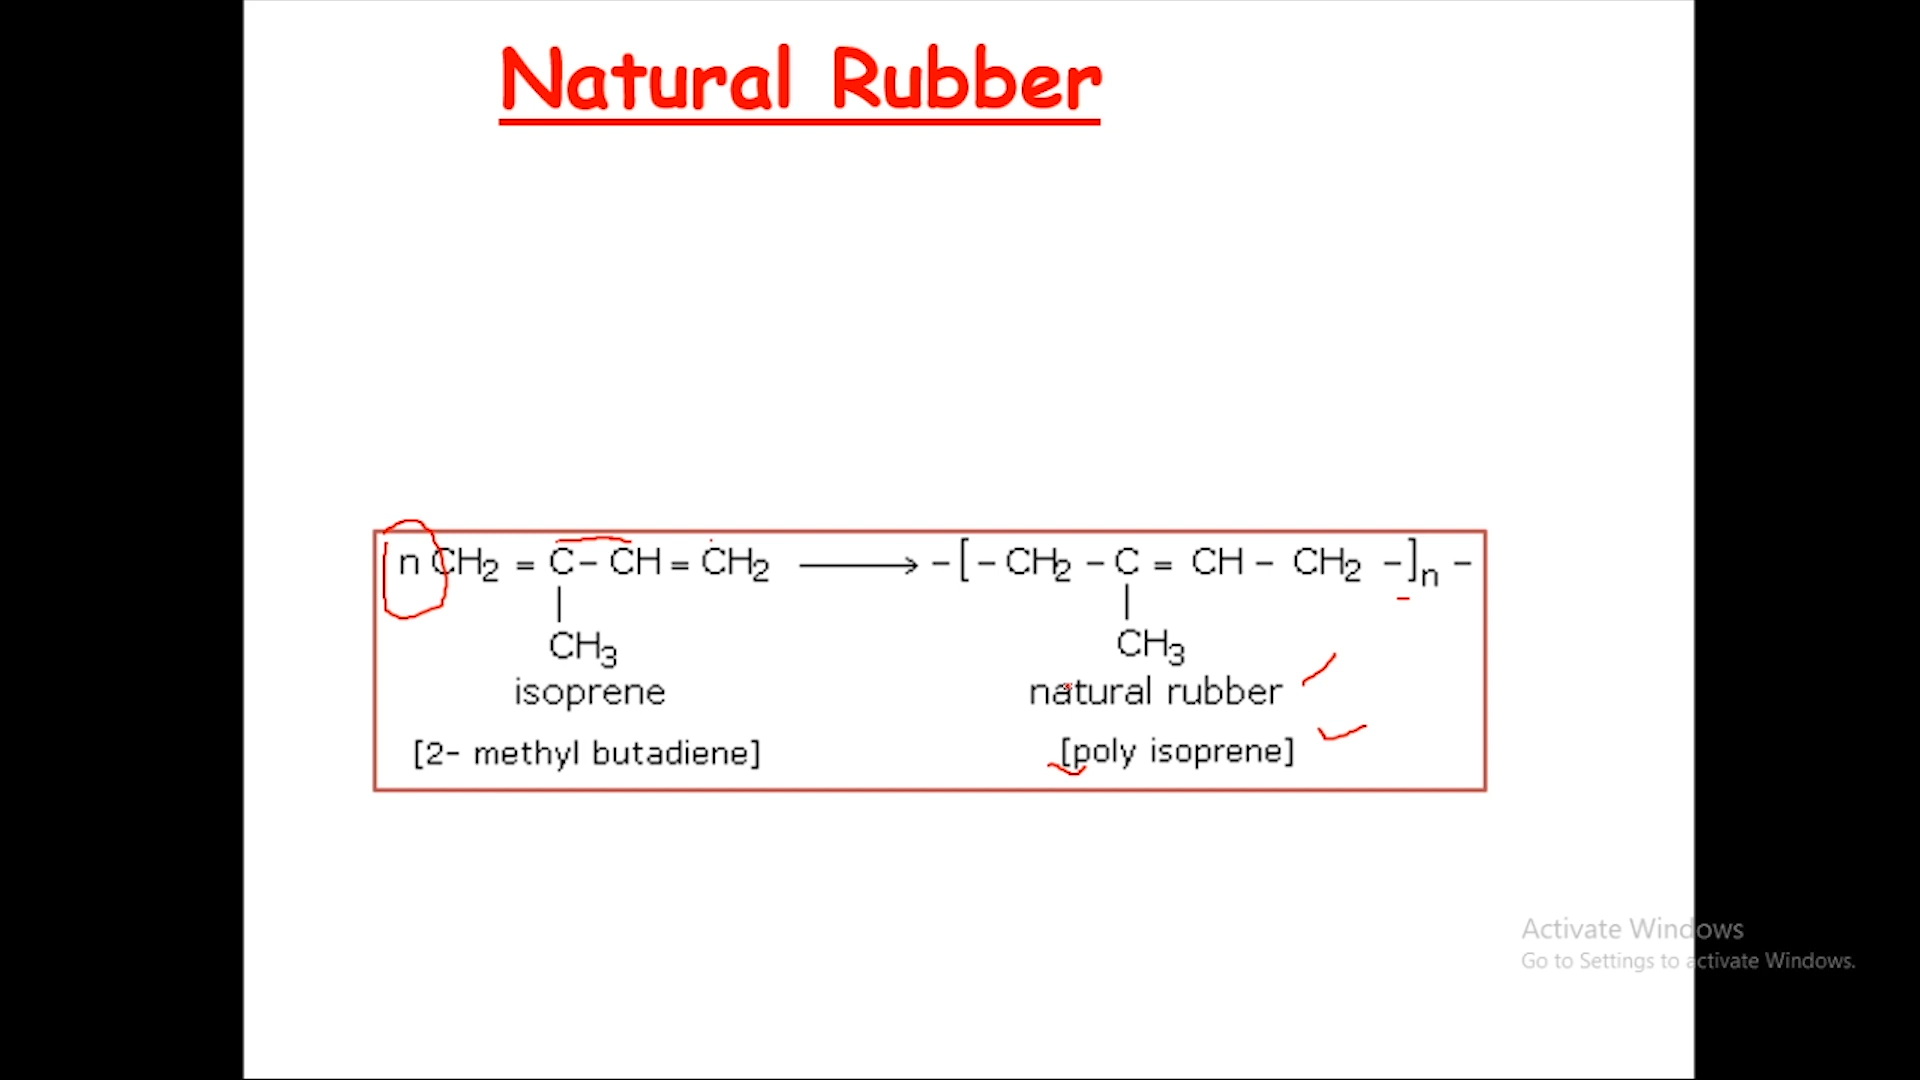 Natural Rubber
n CH2 = C - CH = CH2 ⟶ -[- CH2 - C = CH - CH2 -]n -
| |
CH3 CH3
isoprene natural rubber
[2- methyl butadiene] [poly isoprene]
Activate Windows
Go to Settings to activate Windows.